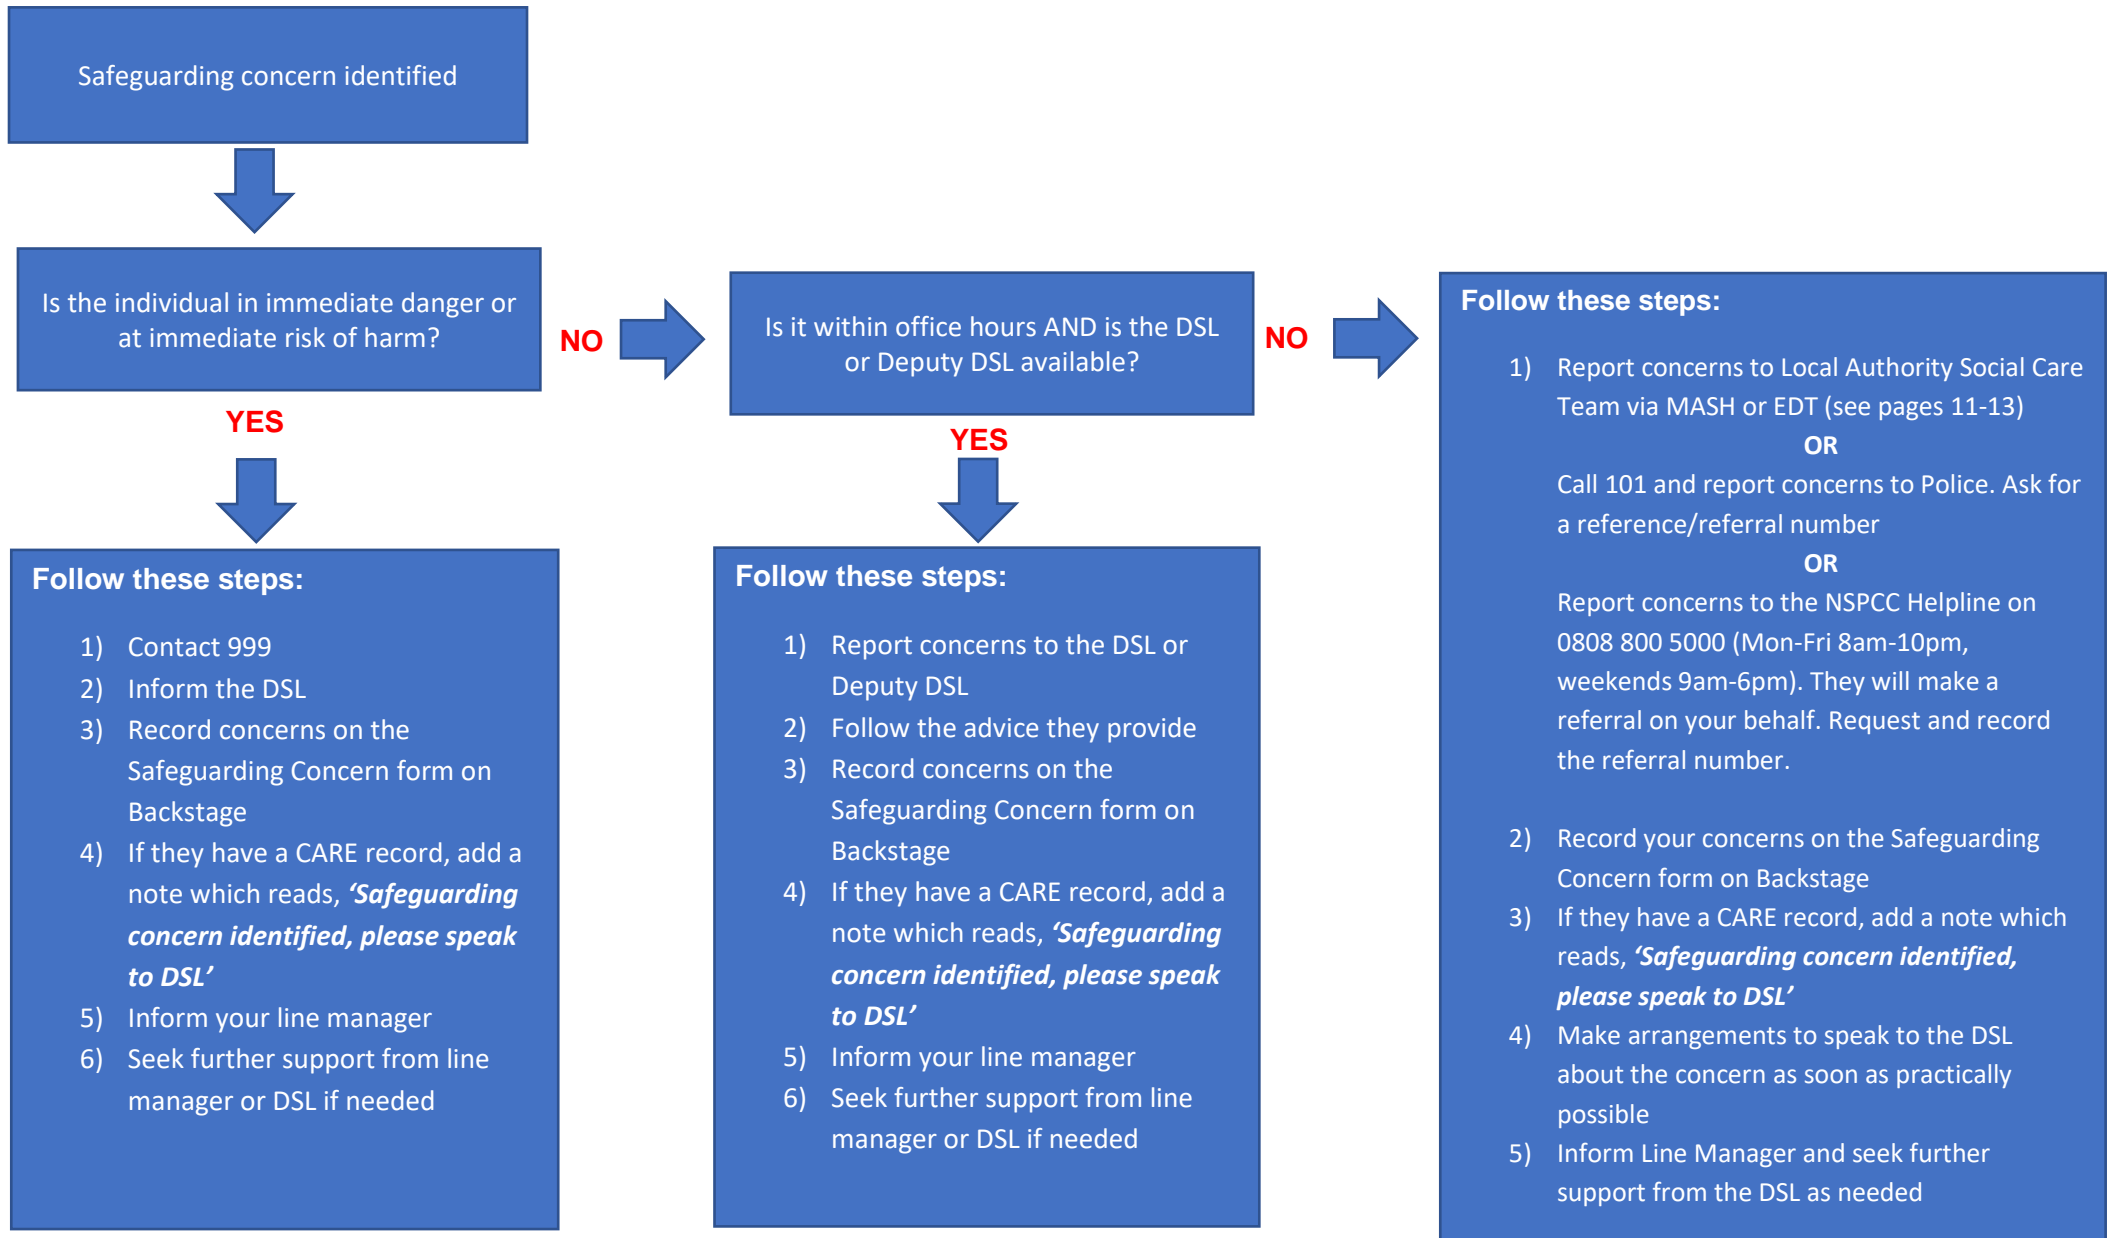 Safeguarding concern identified
Is the individual in immediate danger or
at immediate risk of harm?
NO
YES
Is it within office hours AND is the DSL
or Deputy DSL available?
NO
YES
Follow these steps:
1) Contact 999
2) Inform the DSL
3) Record concerns on the
Safeguarding Concern form on
Backstage
4) If they have a CARE record, add a
note which reads, ‘Safeguarding
concern identified, please speak
to DSL’
5) Inform your line manager
6) Seek further support from line
manager or DSL if needed
Follow these steps:
1) Report concerns to the DSL or
Deputy DSL
2) Follow the advice they provide
3) Record concerns on the
Safeguarding Concern form on
Backstage
4) If they have a CARE record, add a
note which reads, ‘Safeguarding
concern identified, please speak
to DSL’
5) Inform your line manager
6) Seek further support from line
manager or DSL if needed
Follow these steps:
1) Report concerns to Local Authority Social Care
Team via MASH or EDT (see pages 11-13)
OR
Call 101 and report concerns to Police. Ask for
a reference/referral number
OR
Report concerns to the NSPCC Helpline on
0808 800 5000 (Mon-Fri 8am-10pm,
weekends 9am-6pm). They will make a
referral on your behalf. Request and record
the referral number.
2) Record your concerns on the Safeguarding
Concern form on Backstage
3) If they have a CARE record, add a note which
reads, ‘Safeguarding concern identified,
please speak to DSL’
4) Make arrangements to speak to the DSL
about the concern as soon as practically
possible
5) Inform Line Manager and seek further
support from the DSL as needed